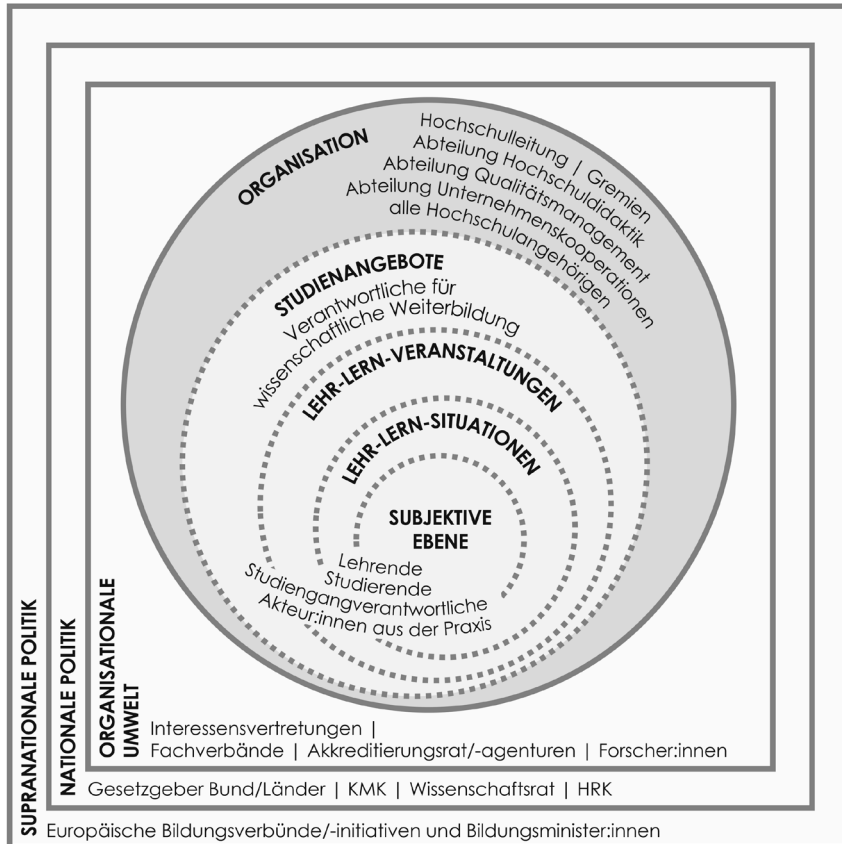 ORGANISATION
Hochschulleitung | Gremien
Abteilung Hochschuldidaktik
Abteilung Qualitätsmanagement
Abteilung Unternehmenskooperationen
alle Hochschulangehörigen
STUDIENANGEBOTE
Verantwortliche für
wissenschaftliche Weiterbildung
LEHR-LERN-VERANSTALTUNGEN
LEHR-LERN-SITUATIONEN
SUBJEKTIVE
EBENE
Lehrende
Studierende
Studiengangverantwortliche
Akteur:innen aus der Praxis
ORGANISATIONALE
UMWELT
Interessensvertretungen |
Fachverbände | Akkreditierungsrat/-agenturen | Forscher:innen
NATIONALE POLITIK
Gesetzgeber Bund/Länder | KMK | Wissenschaftsrat | HRK
SUPRANATIONALE POLITIK
Europäische Bildungsverbünde/-initiativen und Bildungsminister:innen